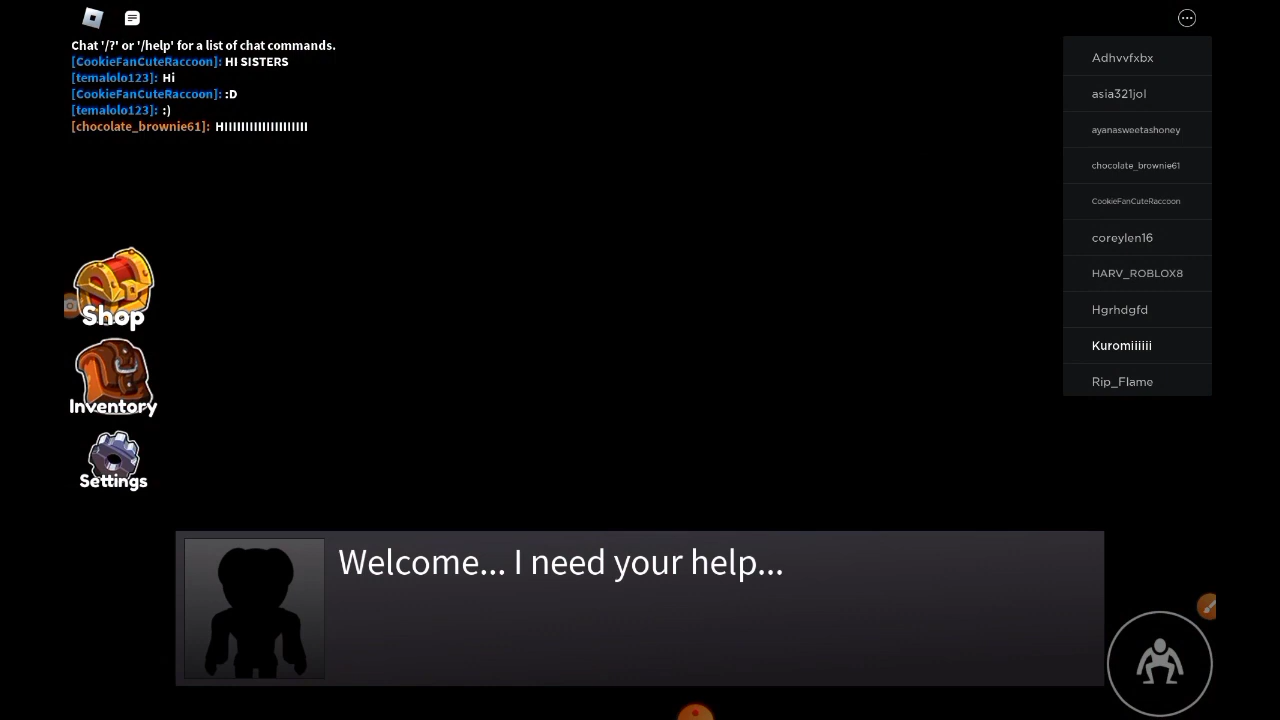 Chat '/?' or '/help' for a list of chat commands.
[CookieFanCuteRaccoon]: HI SISTERS
[temalolo123]: Hi
[CookieFanCuteRaccoon]: :D
[temalolo123]: :)
[chocolate_brownie61]: HIIIIIIIIIIIIIIIIIIII
Adhvvfxbx
asia321jol
ayanasweetashoney
chocolate_brownie61
CookieFanCuteRaccoon
coreylen16
HARV_ROBLOX8
Hgrhdgfd
Kuromiiiiii
Rip_Flame
Shop
Inventory
Settings
Welcome... I need your help...